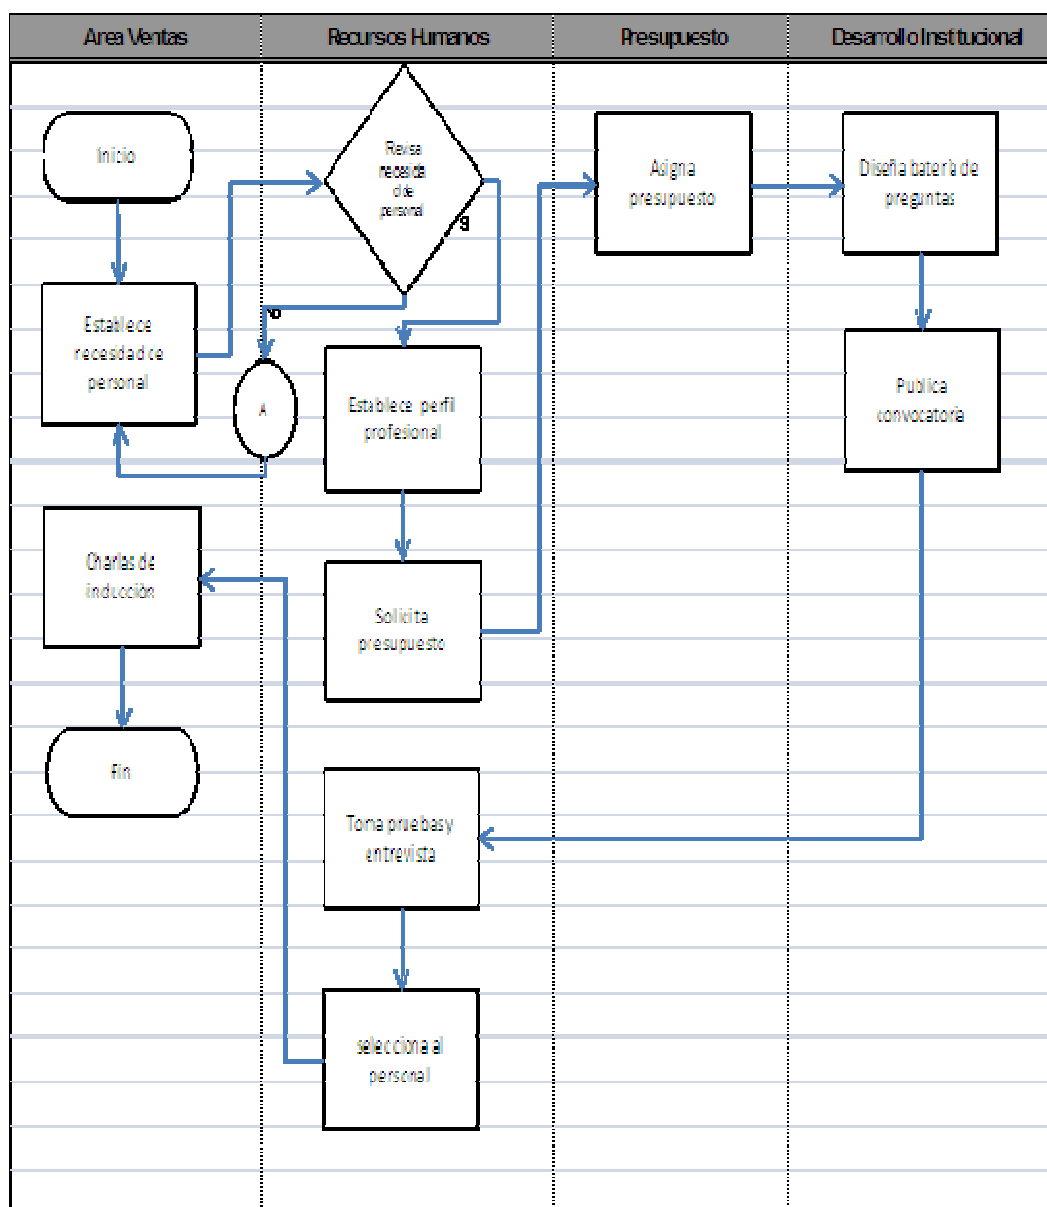 Area Ventas
Recursos Humanos
Presupuesto
Desarrollo Institucional
Inicio
Revisa
necesida
d de
personal
Asigna
presupuesto
Diseña batería de
preguntas
SI
Establece
necesidad de
personal
A
Establece perfil
profesional
Publica
convocatoria
Charlas de
inducción
Solicita
presupuesto
Fin
Toma pruebas y
entrevista
selecciona al
personal